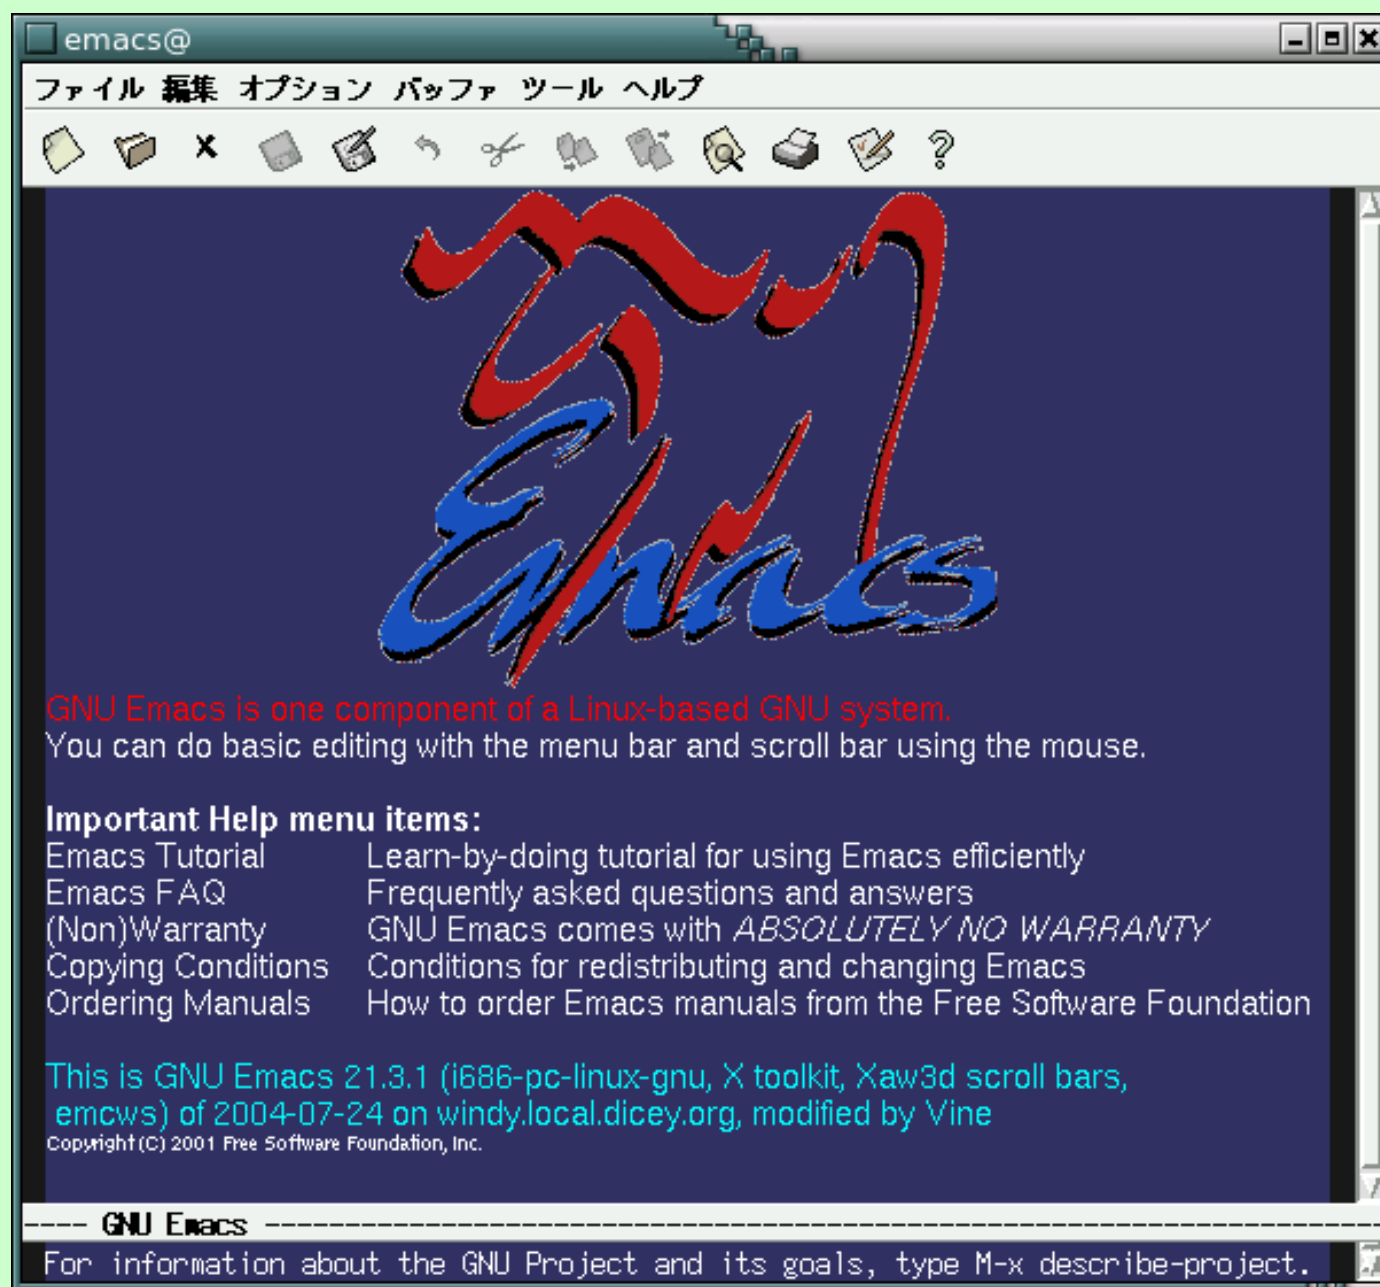 emacs@
ファイル 編集 オプション バッファ ツール ヘルプ
Emacs
GNU Emacs is one component of a Linux-based GNU system.
You can do basic editing with the menu bar and scroll bar using the mouse.
Important Help menu items:
Emacs Tutorial Learn-by-doing tutorial for using Emacs efficiently
Emacs FAQ Frequently asked questions and answers
(Non)Warranty GNU Emacs comes with ABSOLUTELY NO WARRANTY
Copying Conditions Conditions for redistributing and changing Emacs
Ordering Manuals How to order Emacs manuals from the Free Software Foundation
This is GNU Emacs 21.3.1 (i686-pc-linux-gnu, X toolkit, Xaw3d scroll bars,
emcws) of 2004-07-24 on windy.local.dicey.org, modified by Vine
Copyright (C) 2001 Free Software Foundation, Inc.
---- GNU Emacs ----------------------------------------------------------------
For information about the GNU Project and its goals, type M-x describe-project.